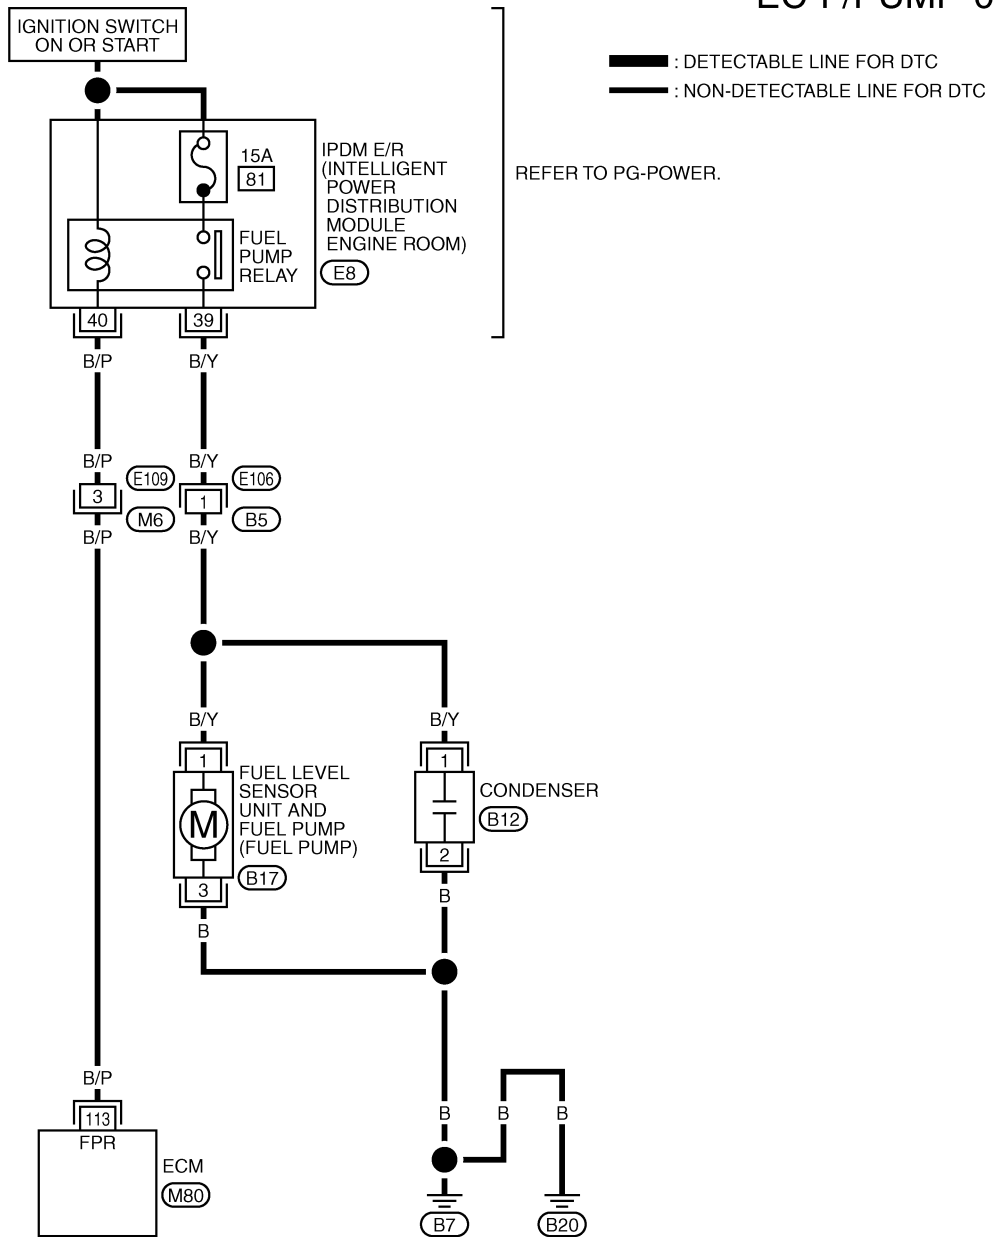 IGNITION SWITCH
ON OR START
: DETECTABLE LINE FOR DTC
: NON-DETECTABLE LINE FOR DTC
15A
81
IPDM E/R
(INTELLIGENT
POWER
DISTRIBUTION
MODULE
ENGINE ROOM)
E8
REFER TO PG-POWER.
FUEL
PUMP
RELAY
40
39
B/P
B/Y
B/P
B/Y
E109
E106
3
1
M6
B5
B/P
B/Y
B/Y
B/Y
1
1
FUEL LEVEL
SENSOR
UNIT AND
FUEL PUMP
(FUEL PUMP)
M
B17
CONDENSER
B12
2
3
B
B
B/P
B
B
B
113
FPR
ECM
M80
B7
B20